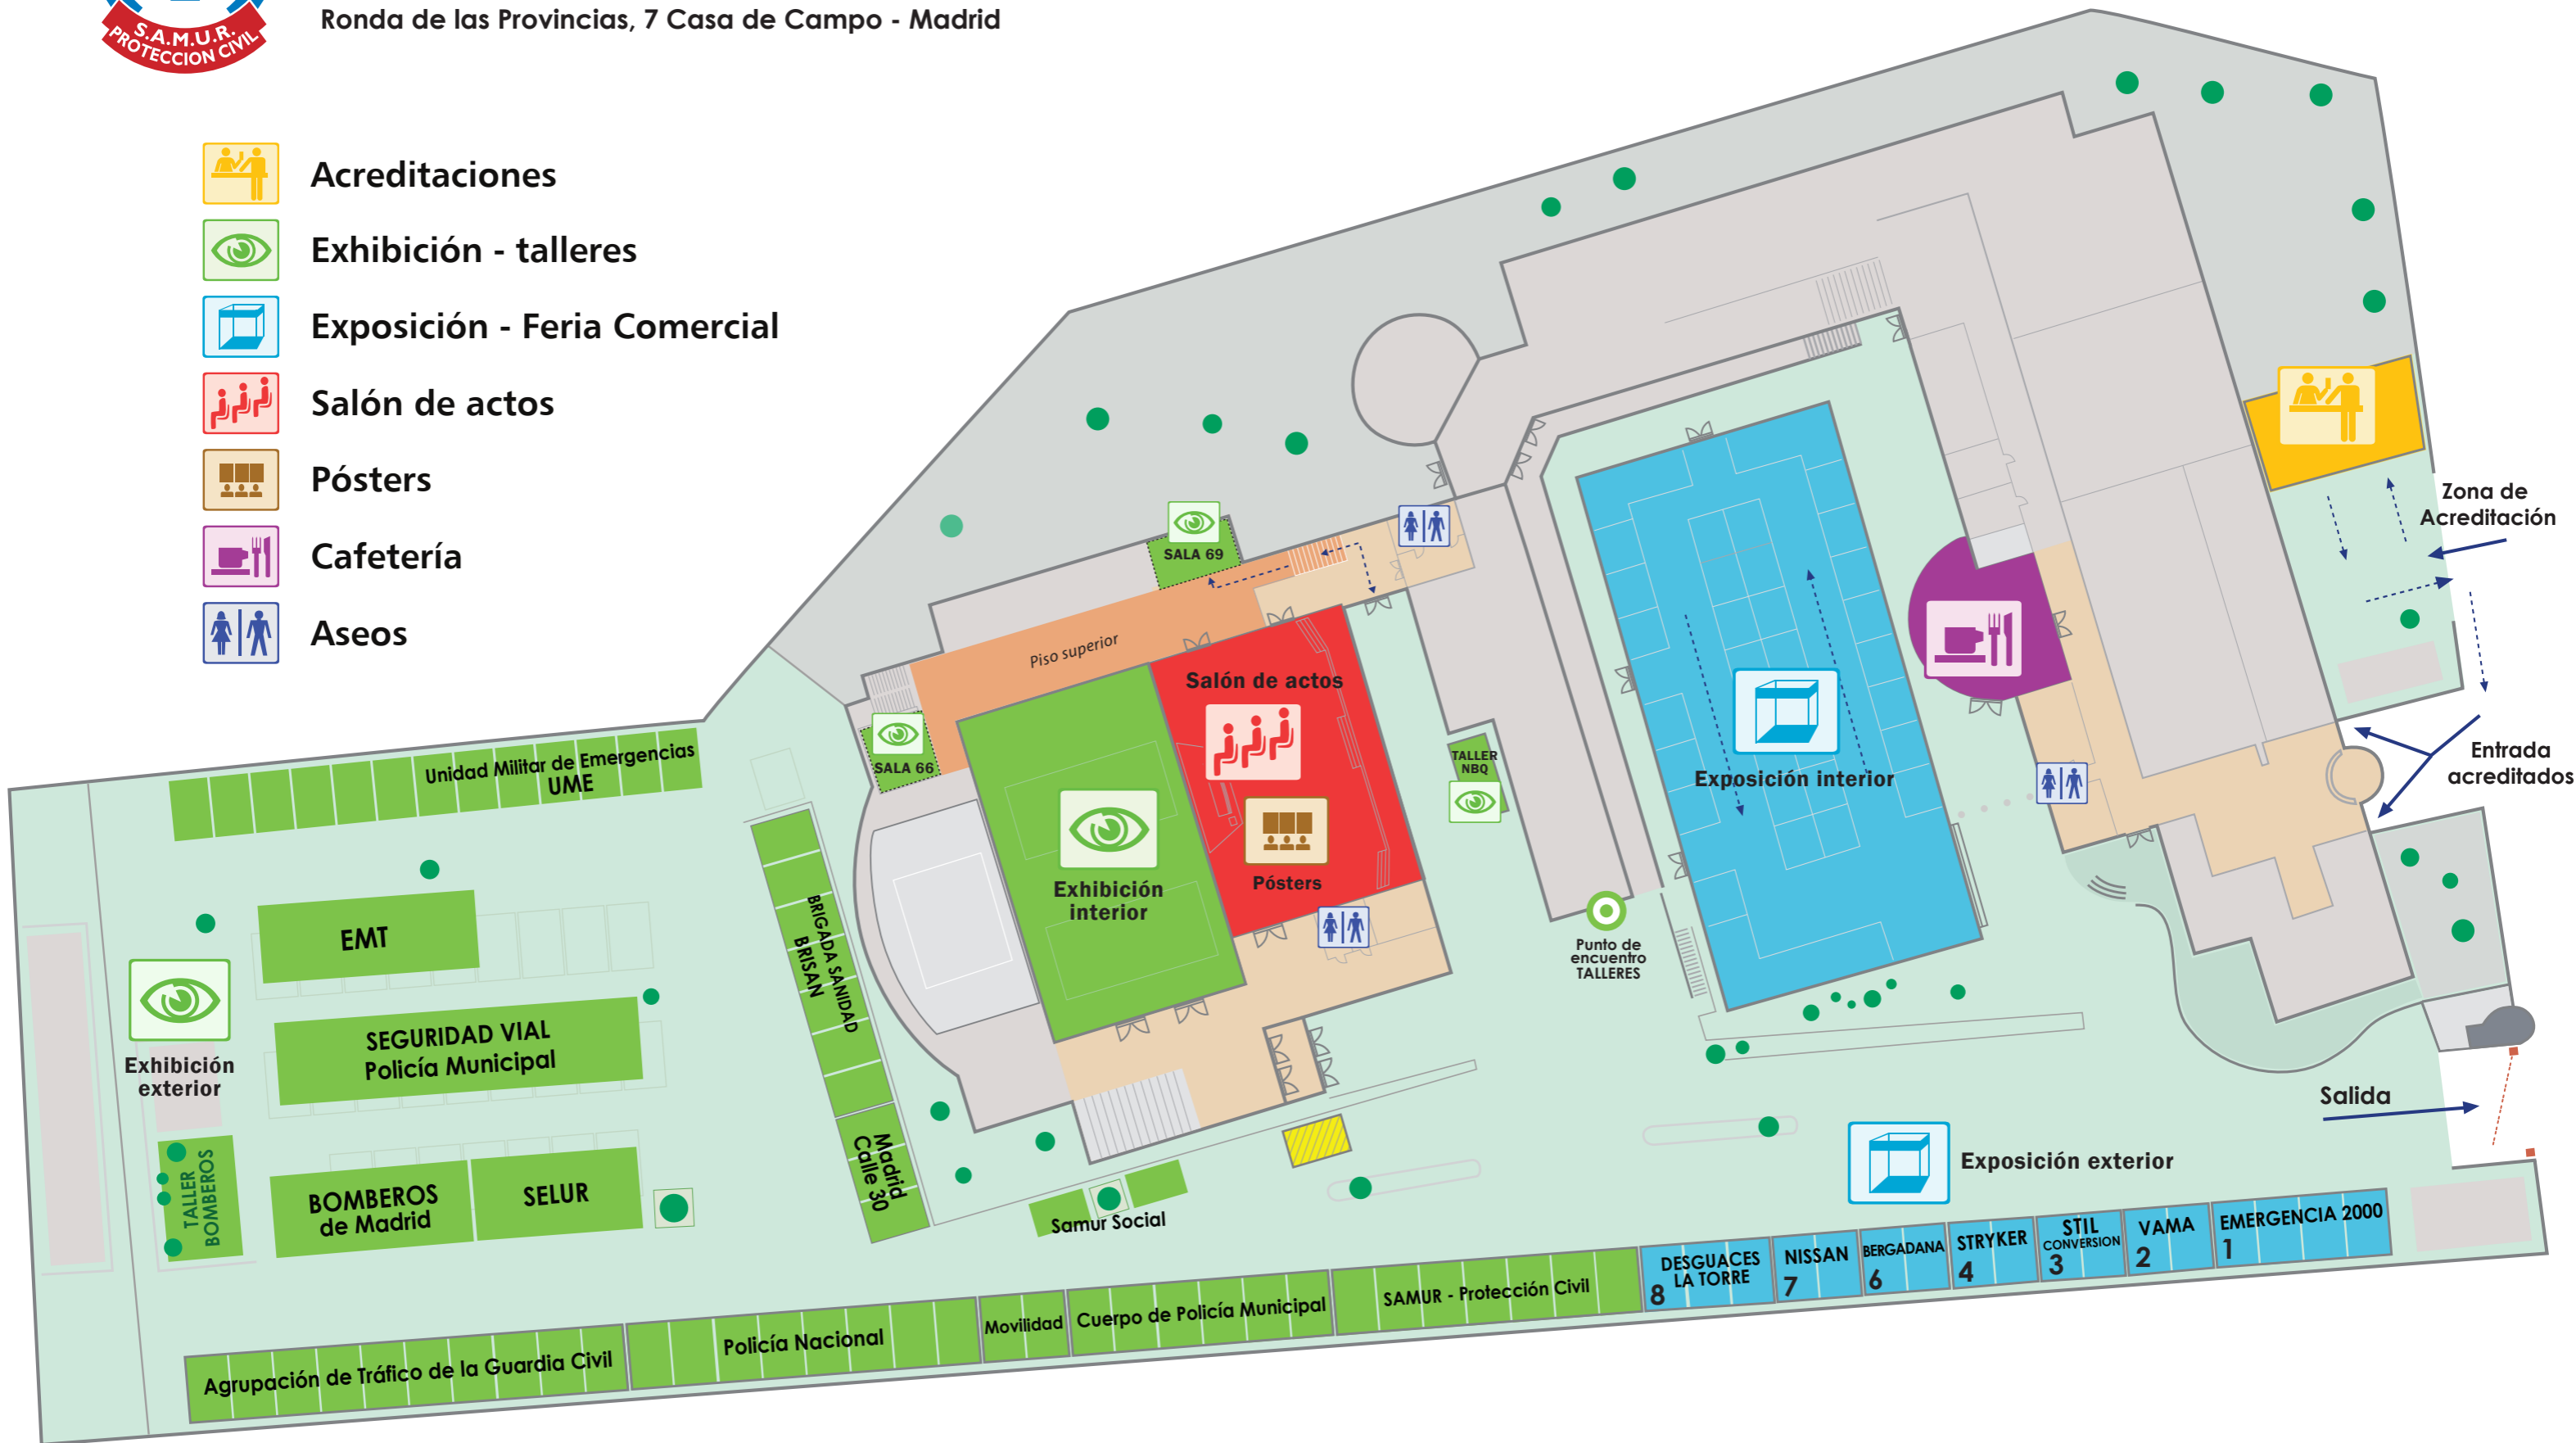 S.A.M.U.R.
PROTECCION CIVIL
Ronda de las Provincias, 7 Casa de Campo - Madrid
Acreditaciones
Exhibición - talleres
Exposición - Feria Comercial
Salón de actos
Pósters
Cafetería
Aseos
Zona de
Acreditación
SALA 69
Piso superior
Salón de actos
SALA 66
TALLER
NBQ
Exposición interior
Entrada
acreditados
Unidad Militar de Emergencias
UME
Exhibición
interior
Pósters
Punto de
encuentro
TALLERES
EMT
BRIGADA SANIDAD
BRISAN
SEGURIDAD VIAL
Policía Municipal
Exhibición
exterior
Salida
TALLER
BOMBEROS
BOMBEROS
de Madrid
SELUR
Madrid
Calle 30
Samur Social
Exposición exterior
Agrupación de Tráfico de la Guardia Civil
Policía Nacional
Movilidad
Cuerpo de Policía Municipal
SAMUR - Protección Civil
DESGUACES
LA TORRE
8
NISSAN
7
BERGADANA
6
STRYKER
4
STIL
CONVERSION
3
VAMA
2
EMERGENCIA 2000
1